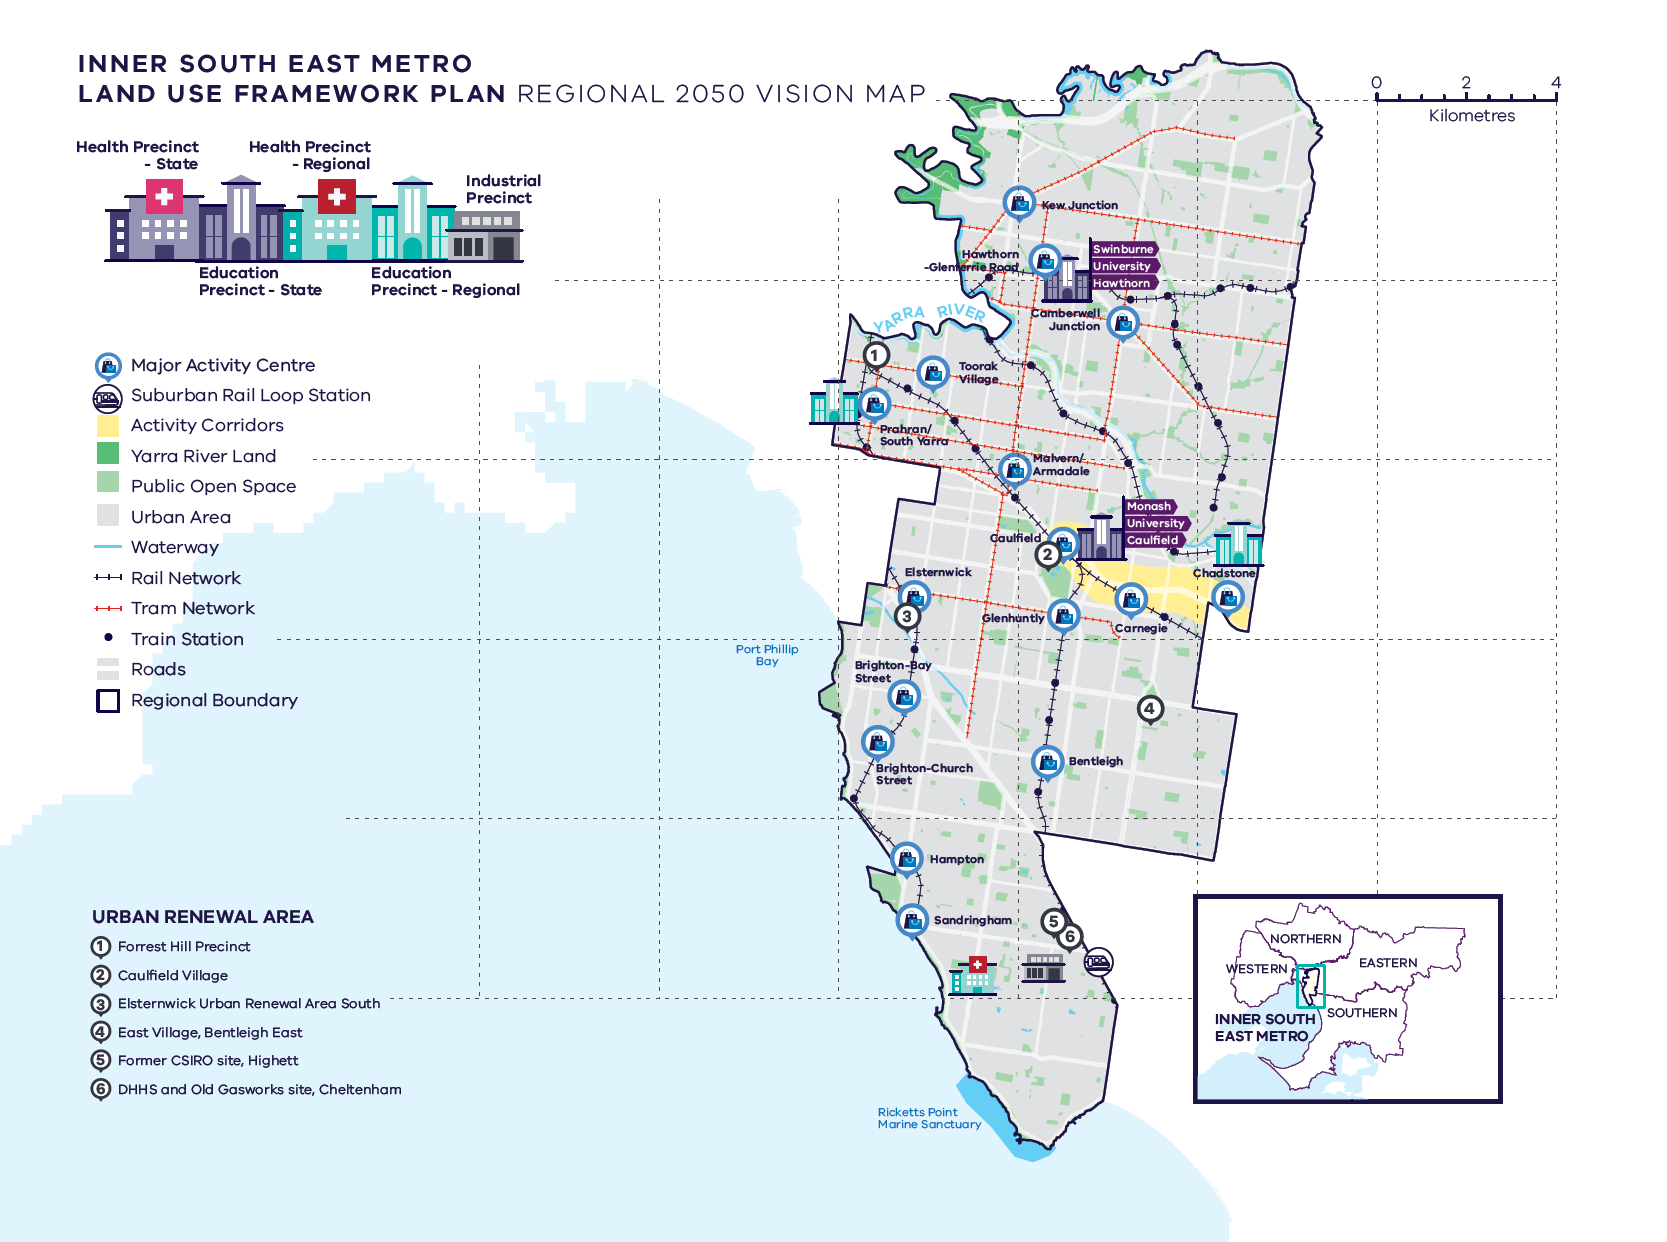 INNER SOUTH EAST METRO
LAND USE FRAMEWORK PLAN REGIONAL 2050 VISION MAP
0 2 4
Kilometres
Health Precinct
- State
Health Precinct
- Regional
Industrial
Precinct
Education
Precinct - State
Education
Precinct - Regional
Major Activity Centre
Suburban Rail Loop Station
Activity Corridors
Yarra River Land
Public Open Space
Urban Area
Waterway
Rail Network
Tram Network
Train Station
Roads
Regional Boundary
Kew Junction
Hawthorn
-Glenferrie Road
Swinburne
University
Hawthorn
Camberwell
Junction
YARRA RIVER
1
Toorak
Village
Prahran/
South Yarra
Malvern/
Armadale
Monash
University
Caulfield
Caulfield
2
Chadstone
Elsternwick
3
Glenhuntly
Carnegie
Port Phillip
Bay
Brighton-Bay
Street
4
Brighton-Church
Street
Bentleigh
Hampton
Sandringham
5
6
Ricketts Point
Marine Sanctuary
URBAN RENEWAL AREA
1 Forrest Hill Precinct
2 Caulfield Village
3 Elsternwick Urban Renewal Area South
4 East Village, Bentleigh East
5 Former CSIRO site, Highett
6 DHHS and Old Gasworks site, Cheltenham
NORTHERN
WESTERN
EASTERN
SOUTHERN
INNER SOUTH
EAST METRO